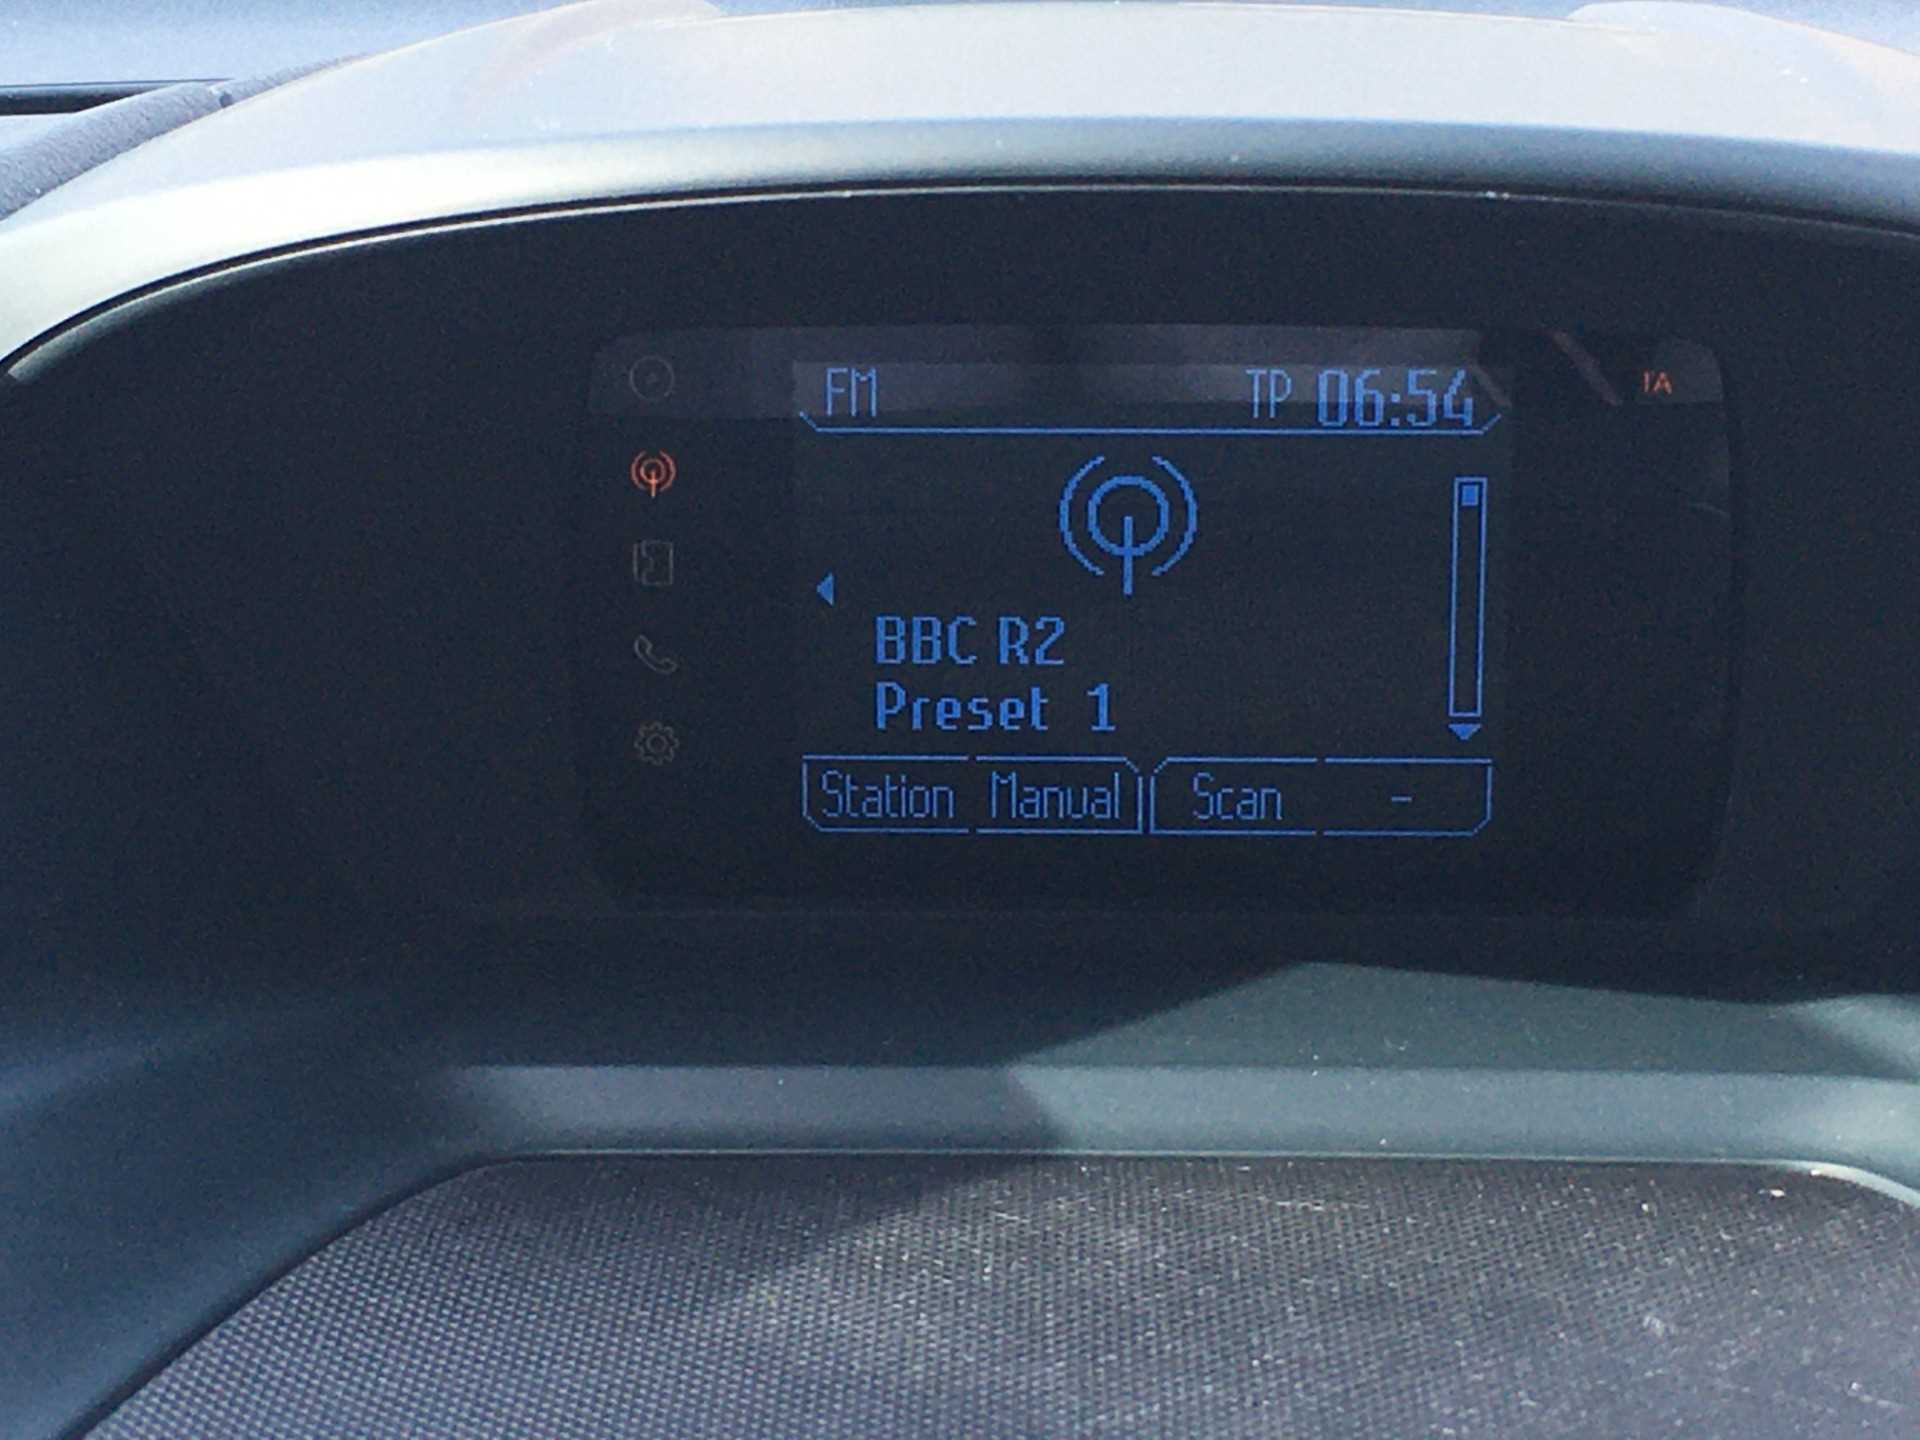 FM TP 06:54
TA
BBC R2
Preset 1
Station Manual Scan -